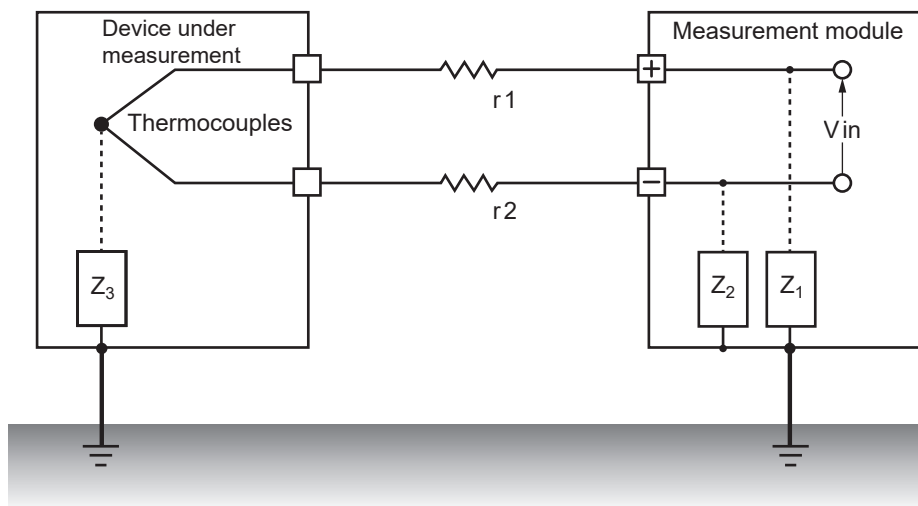 Device under
measurement
Measurement module
+
r1
Vin
Thermocouples
−
r2
Z3
Z2
Z1